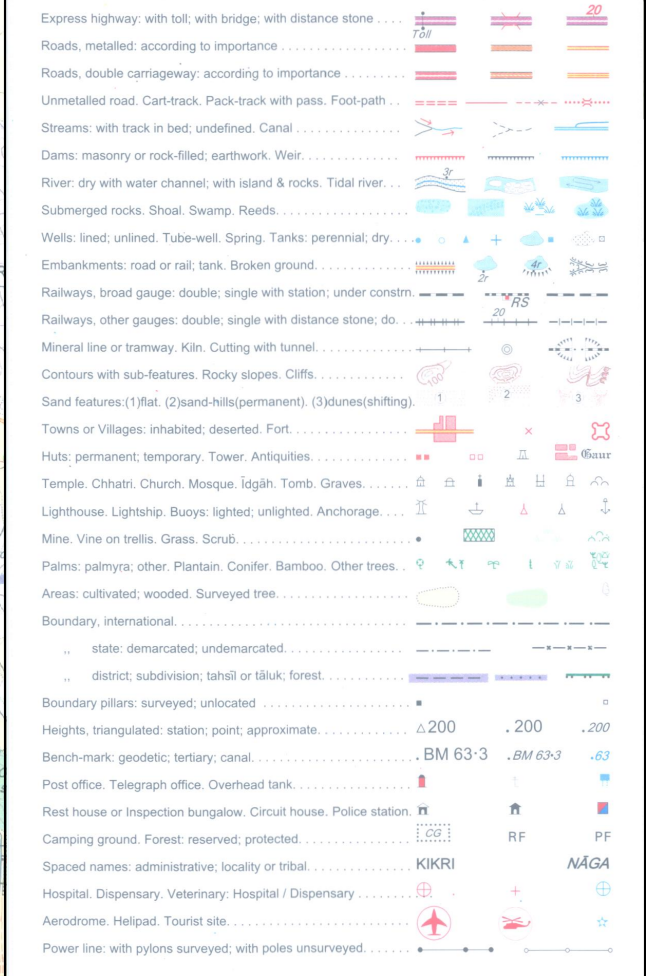 20
Express highway: with toll; with bridge; with distance stone . . . .
Toll
Roads, metalled: according to importance . . . . . . . . . . . . . . . . .
Roads, double carriageway: according to importance . . . . . . . . .
Unmetalled road. Cart-track. Pack-track with pass. Foot-path . .
Streams: with track in bed; undefined. Canal . . . . . . . . . . . . . . .
Dams: masonry or rock-filled; earthwork. Weir. . . . . . . . . . . . . .
River: dry with water channel; with island & rocks. Tidal river. . . 3r
Submerged rocks. Shoal. Swamp. Reeds. . . . . . . . . . . . . . . . . . .
Wells: lined; unlined. Tube-well. Spring. Tanks: perennial; dry. . . .
Embankments: road or rail; tank. Broken ground. . . . . . . . . . . . . 2r 4r
Railways, broad gauge: double; single with station; under constrn. RS
Railways, other gauges: double; single with distance stone; do. . . 20
Mineral line or tramway. Kiln. Cutting with tunnel. . . . . . . . . . . . .
Contours with sub-features. Rocky slopes. Cliffs. . . . . . . . . . . . .
Sand features:(1)flat. (2)sand-hills(permanent). (3)dunes(shifting). 1 2 3
Towns or Villages: inhabited; deserted. Fort. . . . . . . . . . . . . . . . .
Huts: permanent; temporary. Tower. Antiquities. . . . . . . . . . . . . . Gaur
Temple. Chhatri. Church. Mosque. Īdgāh. Tomb. Graves. . . . . . .
Lighthouse. Lightship. Buoys: lighted; unlighted. Anchorage. . . .
Mine. Vine on trellis. Grass. Scrub. . . . . . . . . . . . . . . . . . . . . . . .
Palms: palmyra; other. Plantain. Conifer. Bamboo. Other trees. .
Areas: cultivated; wooded. Surveyed tree. . . . . . . . . . . . . . . . . .
Boundary, international. . . . . . . . . . . . . . . . . . . . . . . . . . . . . . .
,, state: demarcated; undemarcated. . . . . . . . . . . . . . . .
,, district; subdivision; tahsīl or tāluk; forest. . . . . . . . . . .
Boundary pillars: surveyed; unlocated . . . . . . . . . . . . . . . . . . .
Heights, triangulated: station; point; approximate. . . . . . . . . . . . 200 . 200 . 200
Bench-mark: geodetic; tertiary; canal. . . . . . . . . . . . . . . . . . . . . . BM 63·3 . BM 63·3 ·63
Post office. Telegraph office. Overhead tank. . . . . . . . . . . . . . . .
Rest house or Inspection bungalow. Circuit house. Police station.
Camping ground. Forest: reserved; protected. . . . . . . . . . . . . . . CG RF PF
Spaced names: administrative; locality or tribal. . . . . . . . . . . . . . KIKRI NĀGA
Hospital. Dispensary. Veterinary: Hospital / Dispensary . . . . . . . .
Aerodrome. Helipad. Tourist site. . . . . . . . . . . . . . . . . . . . . . . . .
Power line: with pylons surveyed; with poles unsurveyed. . . . . . .